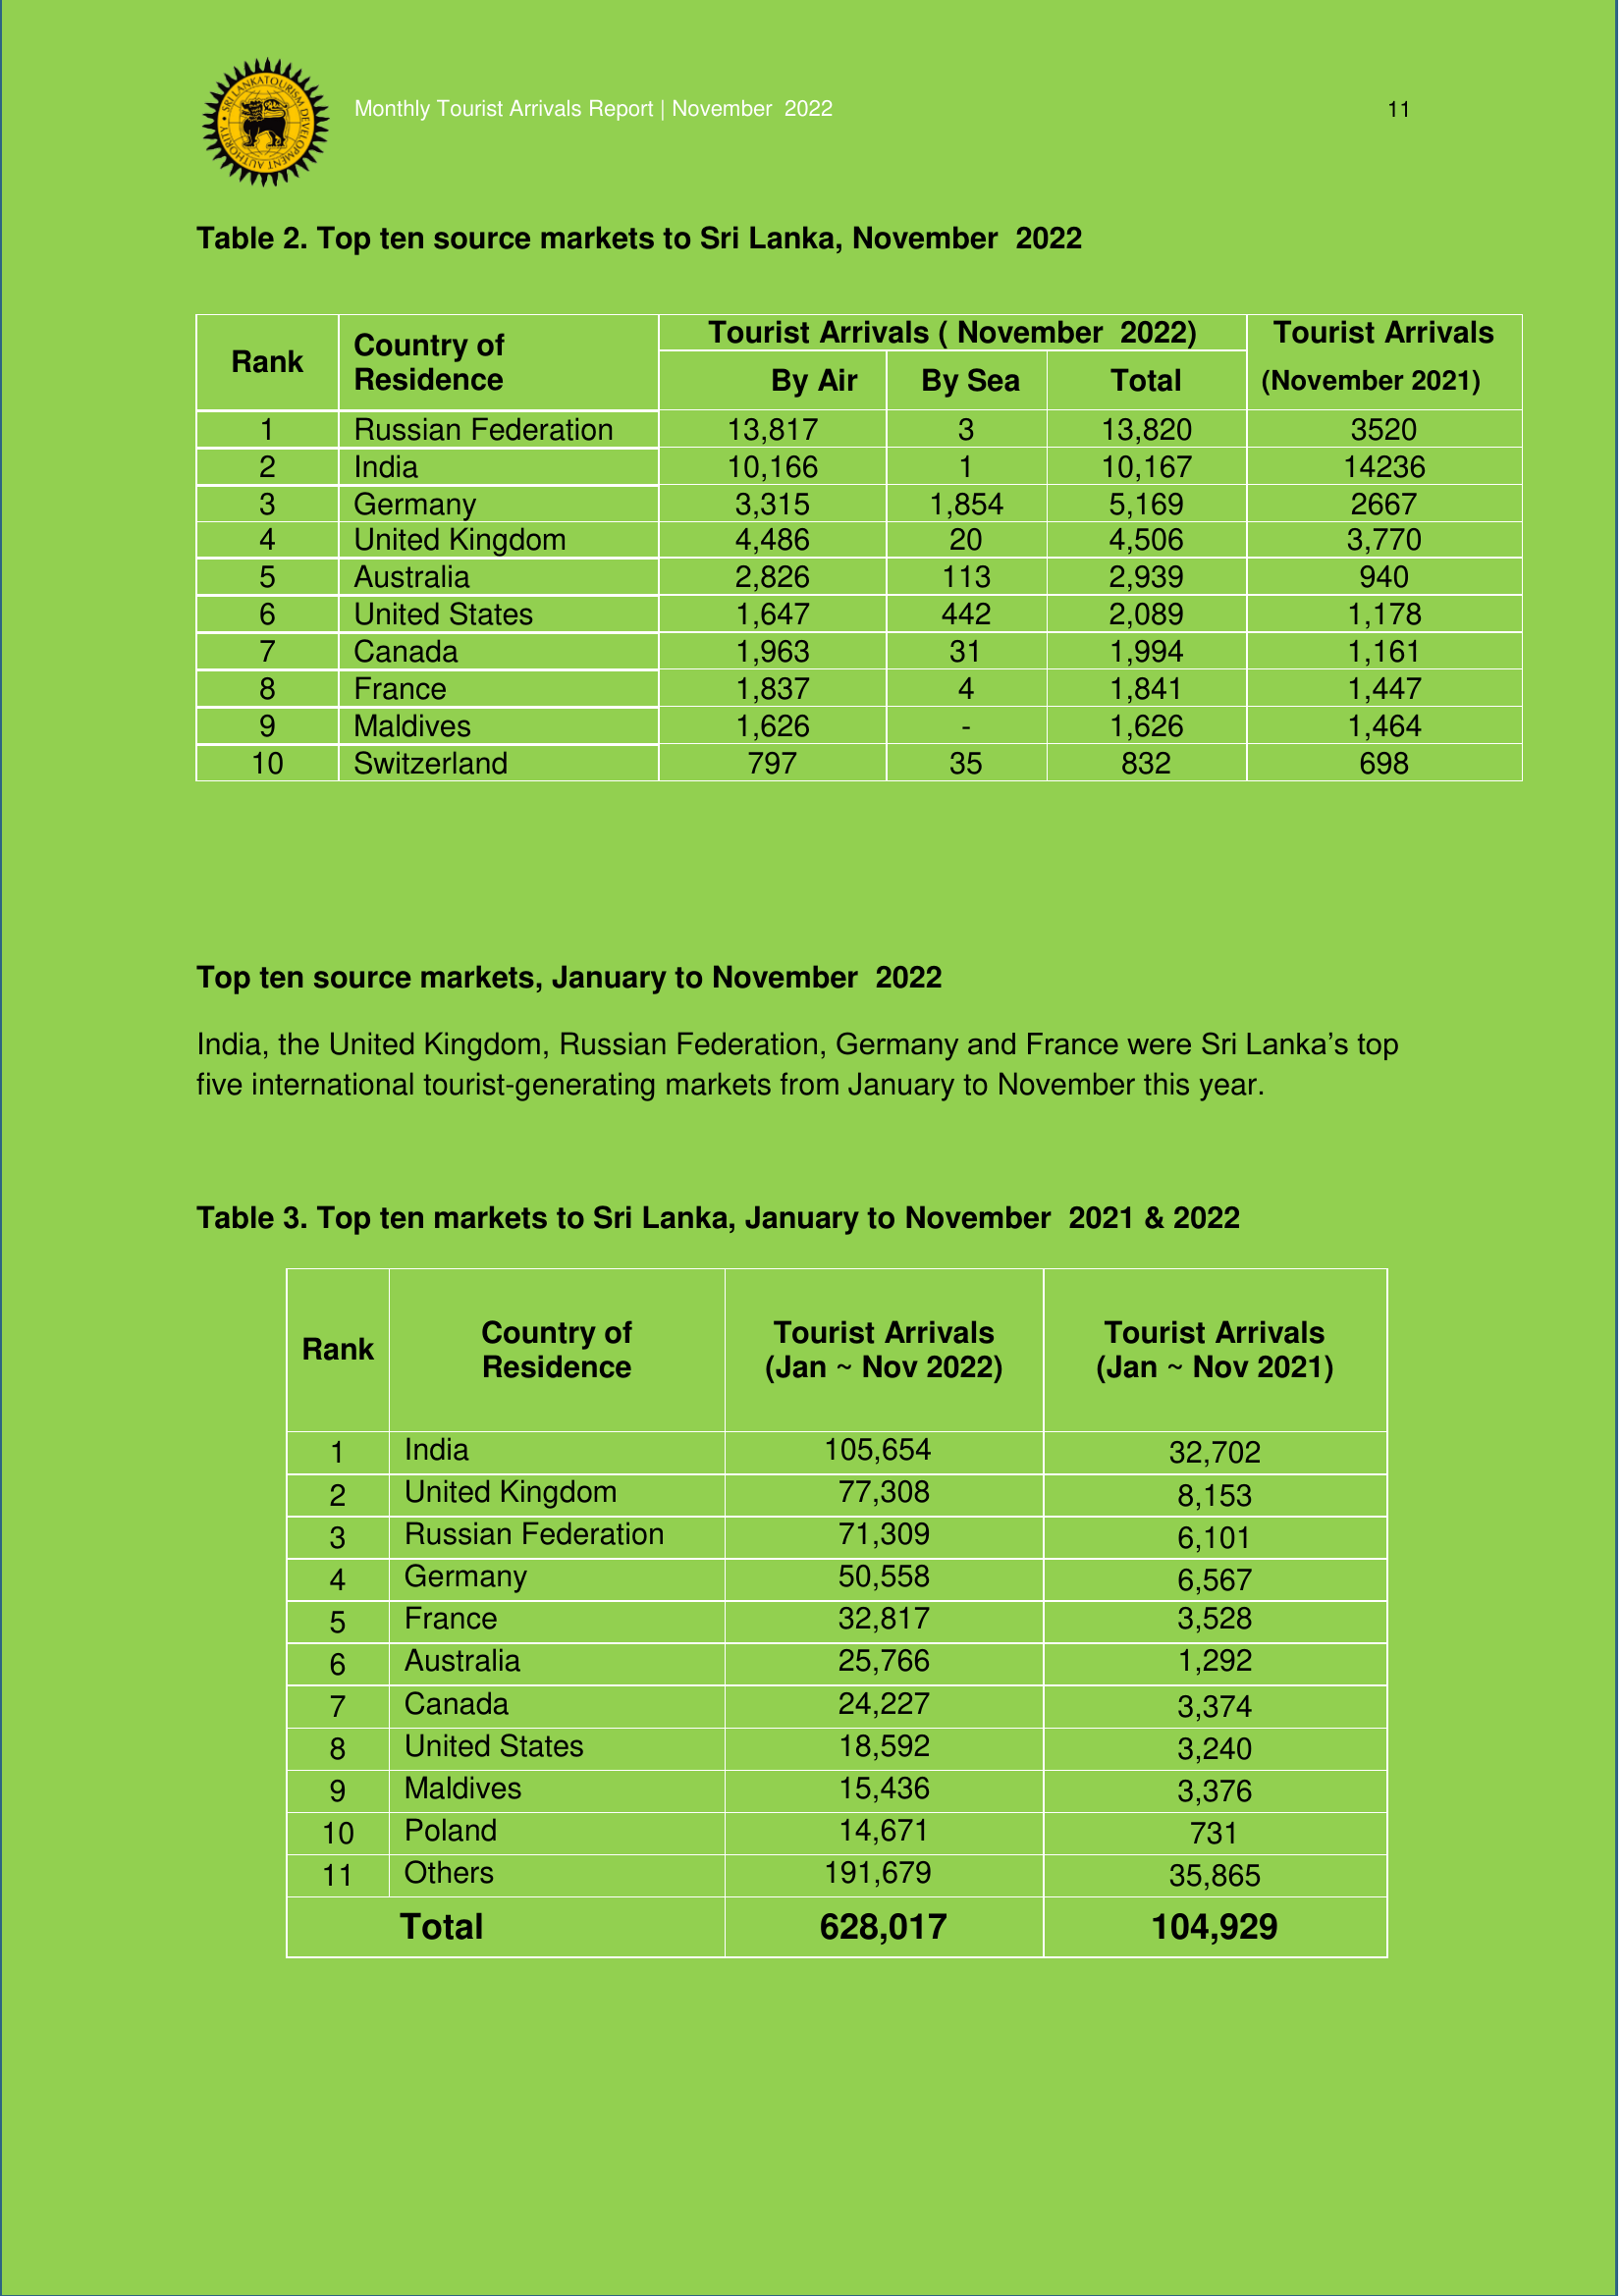 SRI LANKA TOURISM DEVELOPMENT AUTHORITY
Monthly Tourist Arrivals Report | November 2022 11
Table 2. Top ten source markets to Sri Lanka, November 2022
Rank Country of Residence Tourist Arrivals ( November 2022) Tourist Arrivals (November 2021)
By Air By Sea Total
1 Russian Federation 13,817 3 13,820 3520
2 India 10,166 1 10,167 14236
3 Germany 3,315 1,854 5,169 2667
4 United Kingdom 4,486 20 4,506 3,770
5 Australia 2,826 113 2,939 940
6 United States 1,647 442 2,089 1,178
7 Canada 1,963 31 1,994 1,161
8 France 1,837 4 1,841 1,447
9 Maldives 1,626 - 1,626 1,464
10 Switzerland 797 35 832 698
Top ten source markets, January to November 2022
India, the United Kingdom, Russian Federation, Germany and France were Sri Lanka’s top
five international tourist-generating markets from January to November this year.
Table 3. Top ten markets to Sri Lanka, January to November 2021 & 2022
Rank Country of Residence Tourist Arrivals (Jan ~ Nov 2022) Tourist Arrivals (Jan ~ Nov 2021)
1 India 105,654 32,702
2 United Kingdom 77,308 8,153
3 Russian Federation 71,309 6,101
4 Germany 50,558 6,567
5 France 32,817 3,528
6 Australia 25,766 1,292
7 Canada 24,227 3,374
8 United States 18,592 3,240
9 Maldives 15,436 3,376
10 Poland 14,671 731
11 Others 191,679 35,865
Total 628,017 104,929